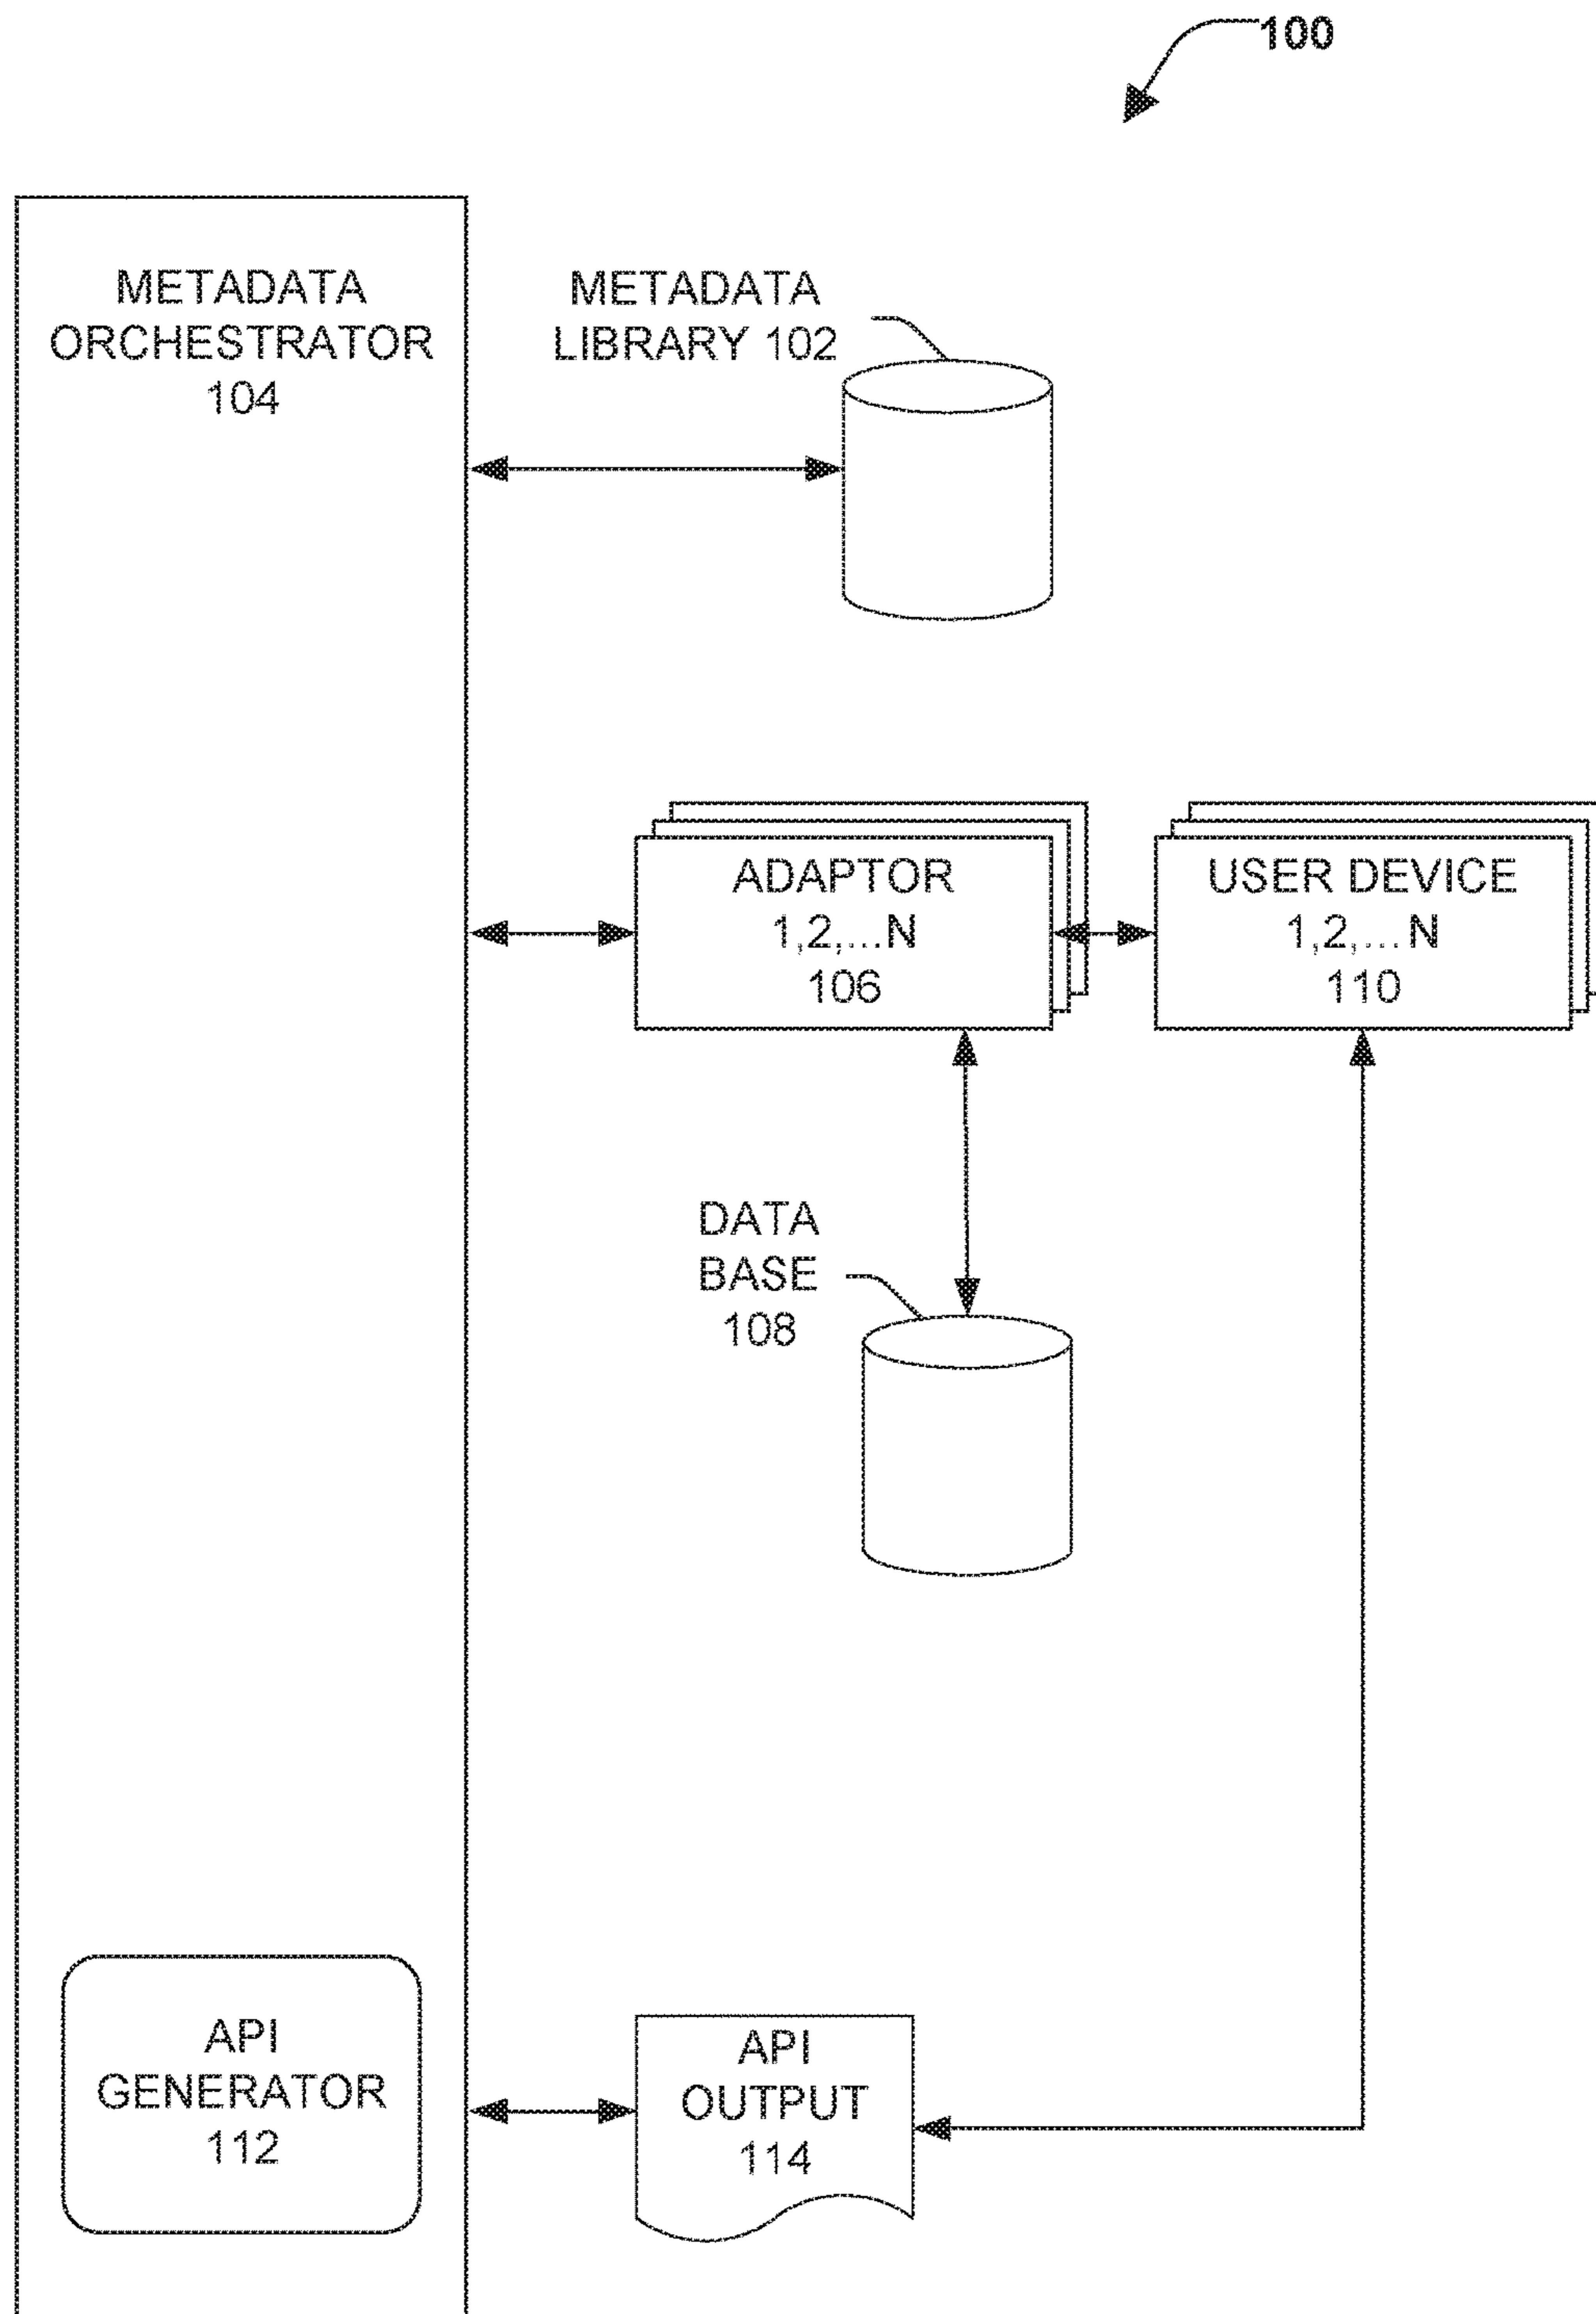 100
METADATA
ORCHESTRATOR
104
METADATA
LIBRARY 102
ADAPTOR
1,2,...N
106
USER DEVICE
1,2,...N
110
DATA
BASE
108
API
GENERATOR
112
API
OUTPUT
114